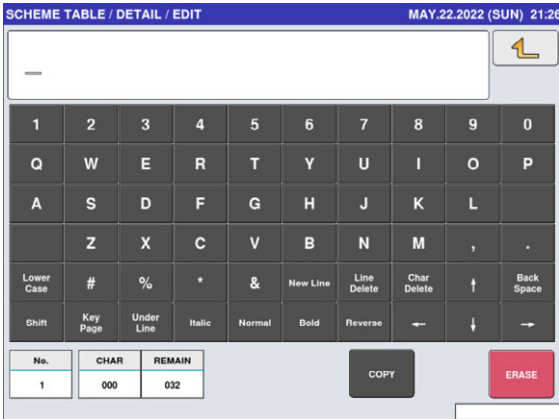 SCHEME TABLE / DETAIL / EDIT MAY.22.2022 (SUN) 21:26
_
1 2 3 4 5 6 7 8 9 0
Q W E R T Y U I O P
A S D F G H J K L
Z X C V B N M , .
Lower Case # % * & New Line Line Delete Char Delete ↑ Back Space
Shift Key Page Under Line Italic Normal Bold Reverse ← ↓ →
No. CHAR REMAIN
1 000 032
COPY ERASE